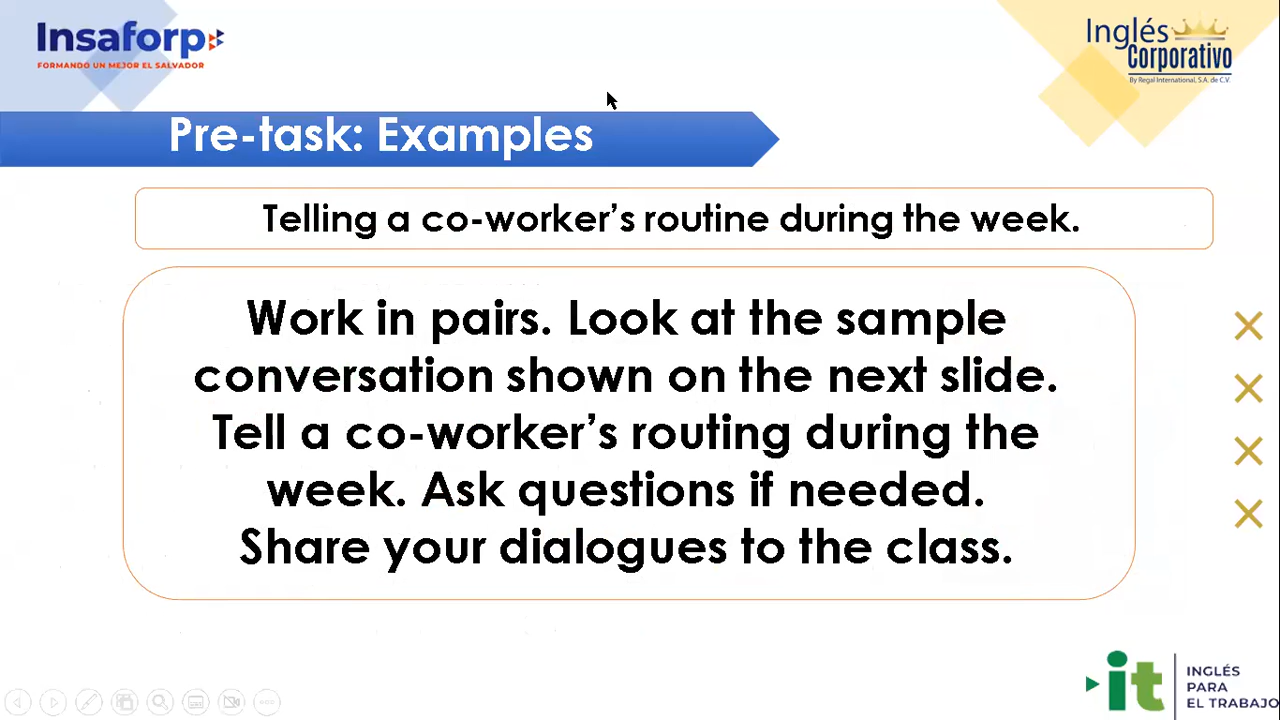 Insaforp
FORMANDO UN MEJOR EL SALVADOR
Inglés
Corporativo
By Regal International, S.A. de C.V.
Pre-task: Examples
Telling a co-worker’s routine during the week.
Work in pairs. Look at the sample
conversation shown on the next slide.
Tell a co-worker’s routing during the
week. Ask questions if needed.
Share your dialogues to the class.
it
INGLÉS
PARA
EL TRABAJO